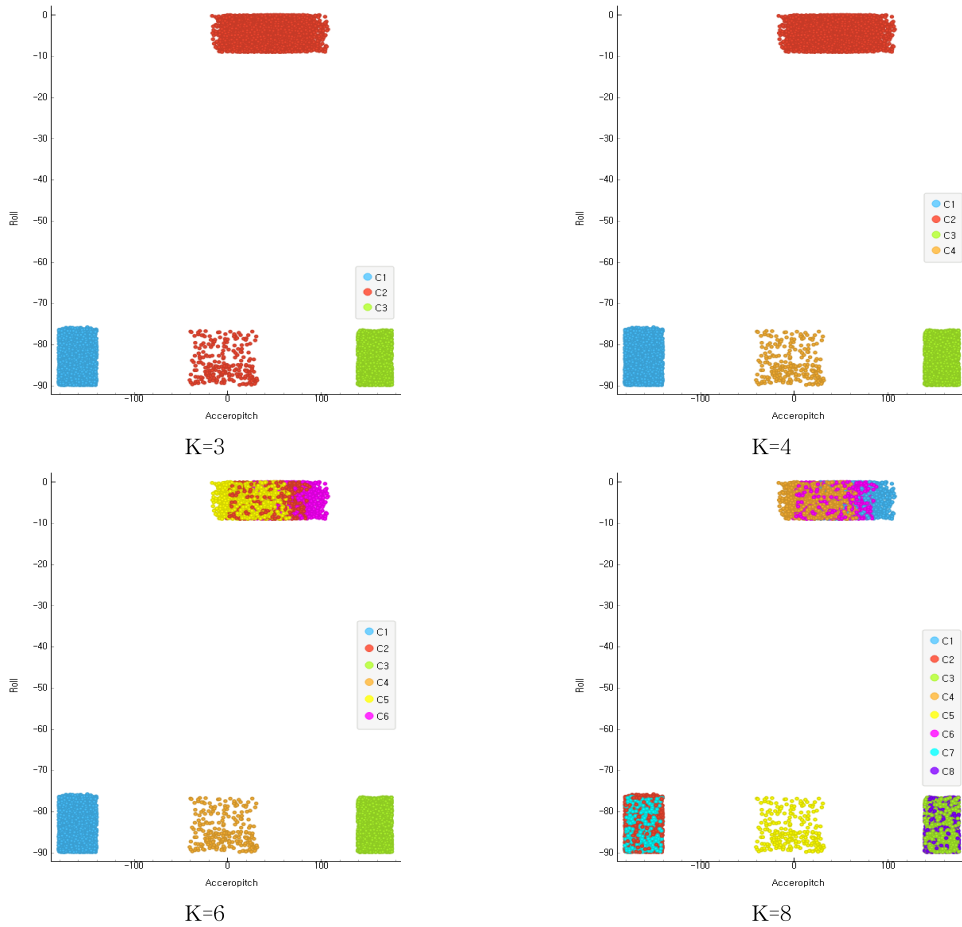 0
-10
-20
-30
-40
Roll
-50
-60
C1
C2
C3
-70
-80
-90
-100
0
100
Acceropitch
K=3
0
-10
-20
-30
-40
Roll
-50
-60
C1
C2
C3
C4
-70
-80
-90
-100
0
100
Acceropitch
K=4
0
-10
-20
-30
-40
Roll
-50
-60
C1
C2
C3
C4
C5
C6
-70
-80
-90
-100
0
100
Acceropitch
K=6
0
-10
-20
-30
-40
Roll
-50
-60
C1
C2
C3
C4
C5
C6
C7
C8
-70
-80
-90
-100
0
100
Acceropitch
K=8